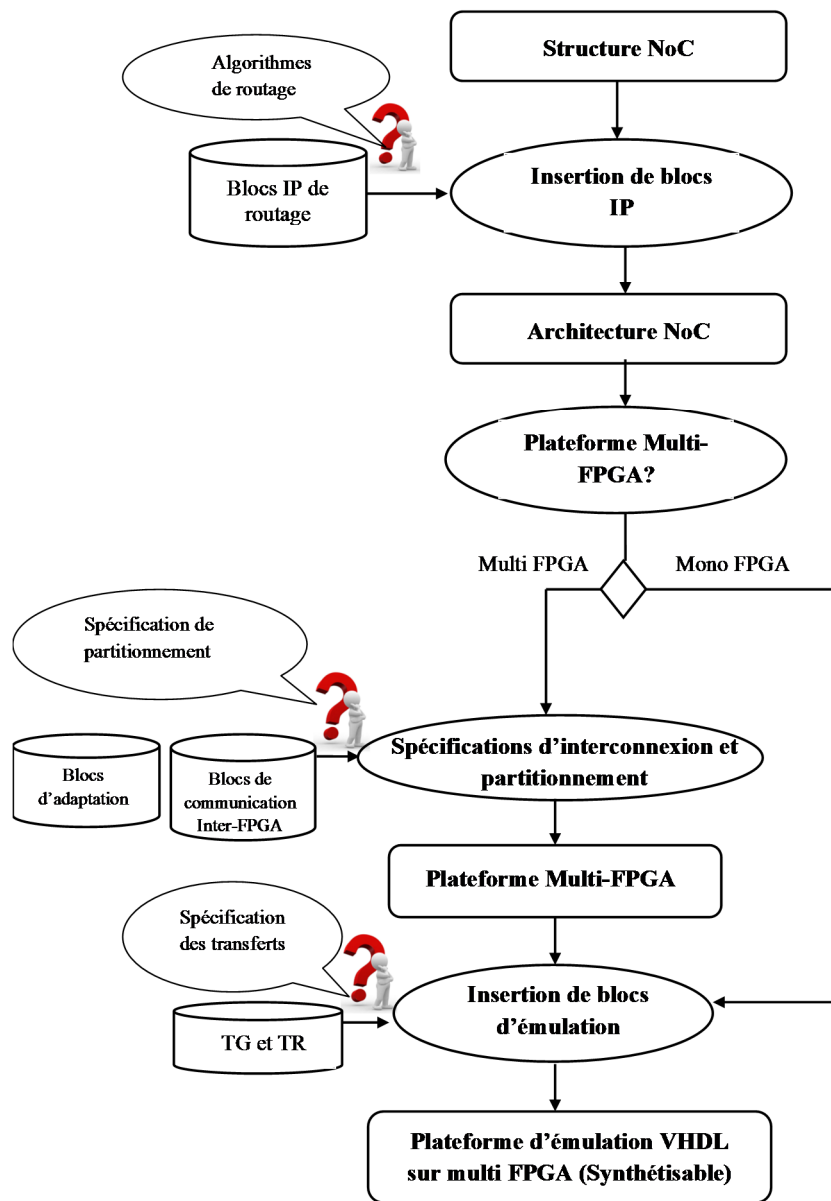 Structure NoC
Algorithmes
de routage
Blocs IP de
routage
Insertion de blocs
IP
Architecture NoC
Plateforme Multi-
FPGA?
Multi FPGA
Mono FPGA
Spécification de
partitionnement
Blocs
d’adaptation
Blocs de
communication
Inter-FPGA
Spécifications d’interconnexion et
partitionnement
Plateforme Multi-FPGA
Spécification
des transferts
TG et TR
Insertion de blocs
d’émulation
Plateforme d’émulation VHDL
sur multi FPGA (Synthétisable)